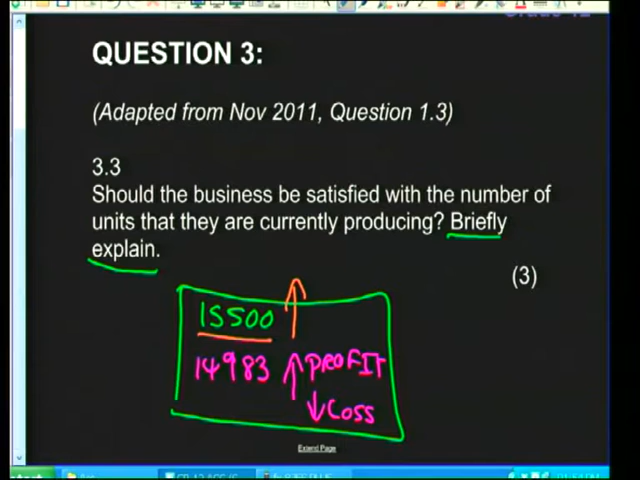 QUESTION 3:
(Adapted from Nov 2011, Question 1.3)
3.3
Should the business be satisfied with the number of
units that they are currently producing? Briefly
explain.
(3)
15500
14983 ↑ PROFIT
↓ Loss
Extend Page